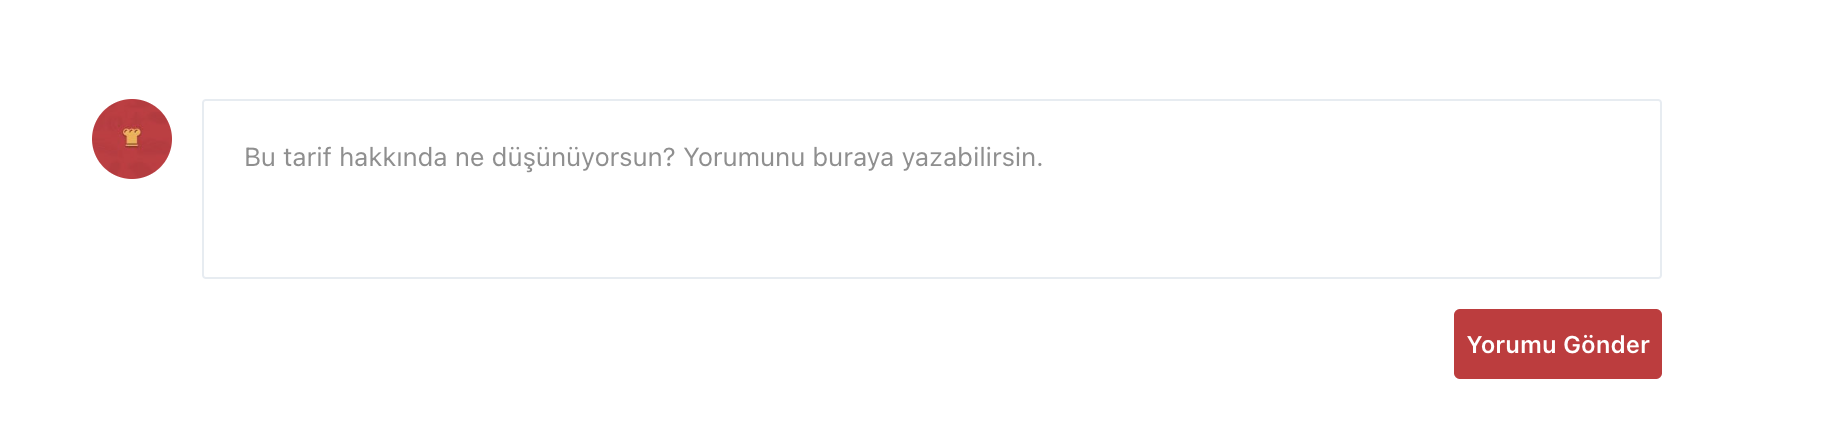 Bu tarif hakkında ne düşünüyorsun? Yorumunu buraya yazabilirsin.
Yorumu Gönder